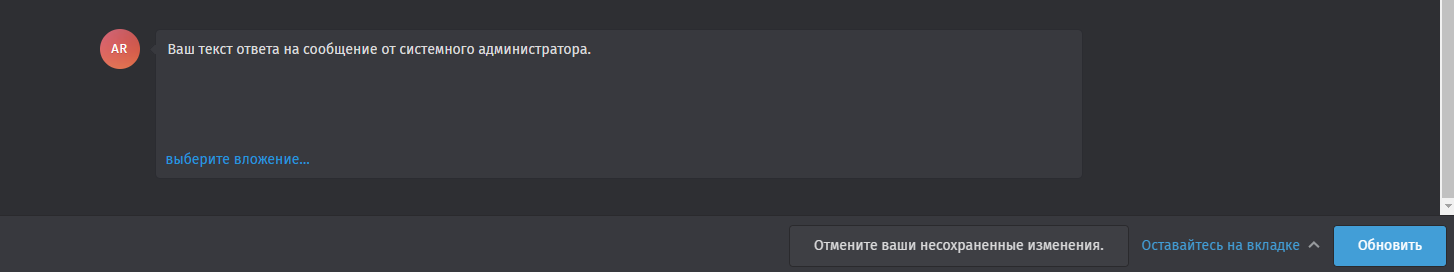 AR
Ваш текст ответа на сообщение от системного администратора.
выберите вложение...
Отмените ваши несохраненные изменения.
Оставайтесь на вкладке
Обновить